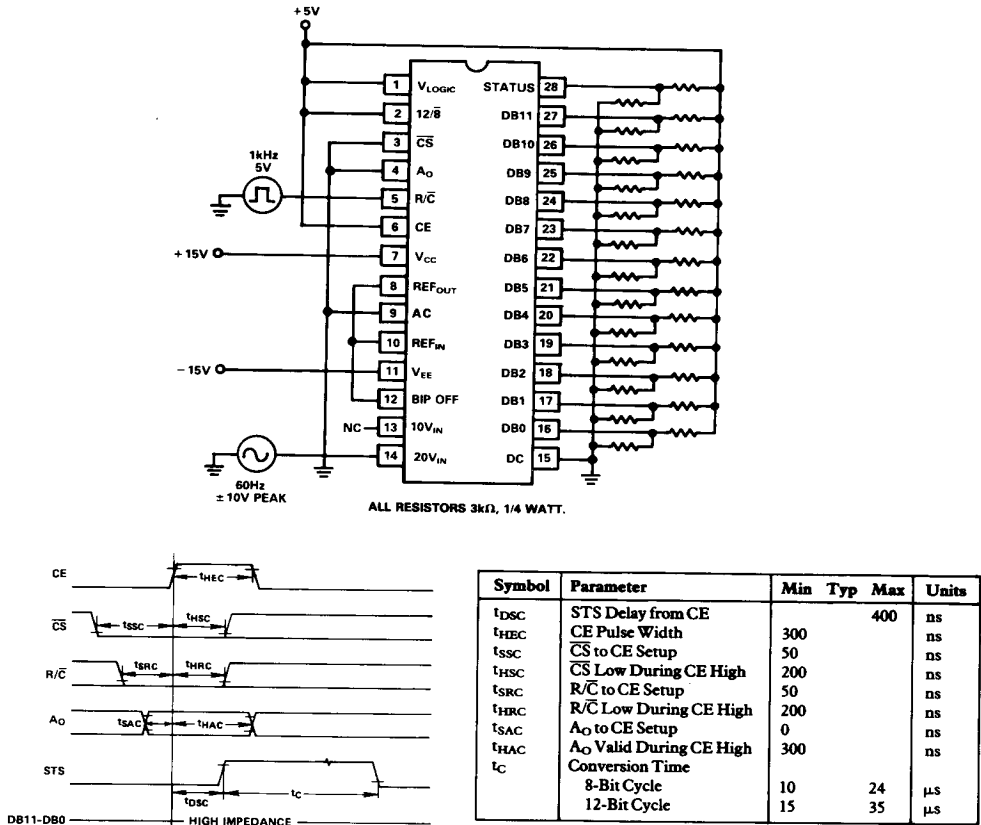 +5V
1 VLOGIC STATUS 28
2 12/8̅ DB11 27
3 C̅S̅ DB10 26
1kHz
5V
4 AO DB9 25
5 R/C̅ DB8 24
6 CE DB7 23
+15V 7 VCC DB6 22
8 REFOUT DB5 21
9 AC DB4 20
10 REFIN DB3 19
-15V 11 VEE DB2 18
12 BIP OFF DB1 17
NC 13 10VIN DB0 16
14 20VIN DC 15
60Hz
±10V PEAK
ALL RESISTORS 3kΩ, 1/4 WATT.
CE tHEC
C̅S̅ tSSC tHSC
R/C̅ tSRC tHRC
AO tSAC tHAC
STS tDSC tC
DB11-DB0 HIGH IMPEDANCE
Symbol Parameter Min Typ Max Units
tDSC STS Delay from CE 400 ns
tHEC CE Pulse Width 300 ns
tSSC C̅S̅ to CE Setup 50 ns
tHSC C̅S̅ Low During CE High 200 ns
tSRC R/C̅ to CE Setup 50 ns
tHRC R/C̅ Low During CE High 200 ns
tSAC AO to CE Setup 0 ns
tHAC AO Valid During CE High 300 ns
tC Conversion Time
8-Bit Cycle 10 24 μs
12-Bit Cycle 15 35 μs